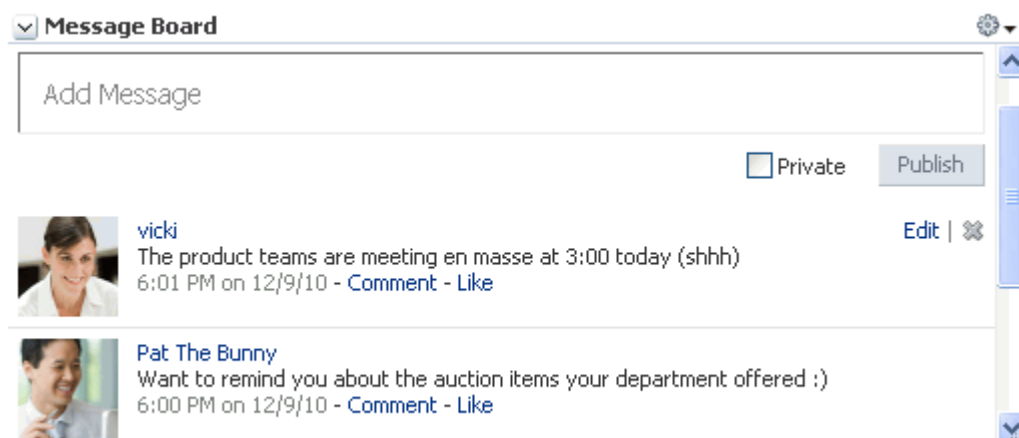 Message Board
Add Message
Private Publish
vicki Edit |
The product teams are meeting en masse at 3:00 today (shhh)
6:01 PM on 12/9/10 - Comment - Like
Pat The Bunny
Want to remind you about the auction items your department offered :)
6:00 PM on 12/9/10 - Comment - Like